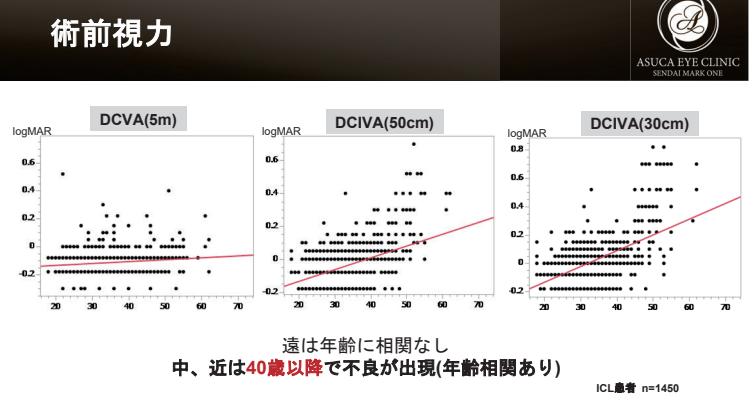 術前視力
ASUCA EYE CLINIC
SENDAI MARK ONE
DCVA(5m)
DCIVA(50cm)
DCIVA(30cm)
logMAR
logMAR
logMAR
0.6
0.4
0.2
0
-0.2
20 30 40 50 60 70
0.6
0.4
0.2
0
-0.2
20 30 40 50 60 70
0.8
0.6
0.4
0.2
0
-0.2
20 30 40 50 60 70
遠は年齢に相関なし
中、近は40歳以降で不良が出現(年齢相関あり)
ICL患者 n=1450